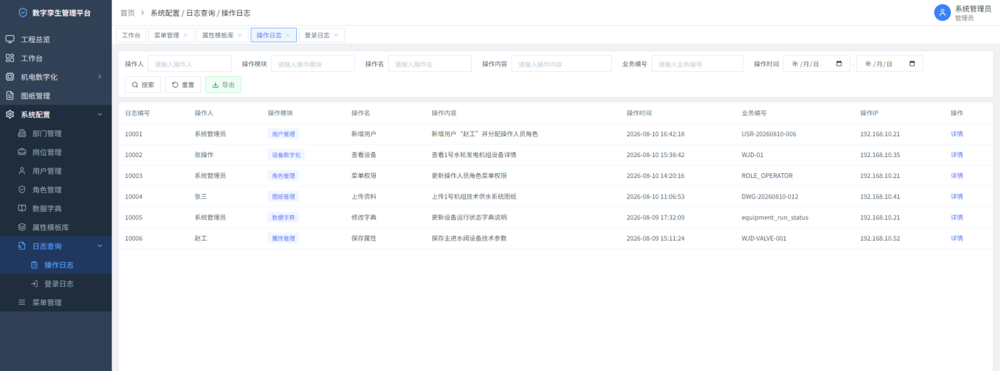 数字孪生管理平台
首页 > 系统配置 / 日志查询 / 操作日志
系统管理员
管理员
工作台 菜单管理 × 属性模板库 × 操作日志 × 登录日志 ×
工程总览
工作台
机电数字化
图纸管理
系统配置
部门管理
岗位管理
用户管理
角色管理
数据字典
属性模板库
日志查询
操作日志
登录日志
菜单管理
操作人 请输入操作人 操作模块 请输入操作模块 操作名 请输入操作名 操作内容 请输入操作内容 业务编号 请输入业务编号 操作时间 年 /月/日 - 年 /月/日
搜索 重置 导出
日志编号 操作人 操作模块 操作名 操作内容 操作时间 业务编号 操作IP 操作
10001 系统管理员 用户管理 新增用户 新增用户“赵工”并分配操作人员角色 2026-08-10 16:42:18 USR-20260810-006 192.168.10.21 详情
10002 张操作 设备数字化 查看设备 查看1号水轮发电机组设备详情 2026-08-10 15:38:42 WJD-01 192.168.10.35 详情
10003 系统管理员 角色管理 菜单权限 更新操作人员角色菜单权限 2026-08-10 14:20:16 ROLE_OPERATOR 192.168.10.21 详情
10004 张三 图纸管理 上传资料 上传1号机组技术供水系统图纸 2026-08-10 11:06:53 DWG-20260810-012 192.168.10.41 详情
10005 系统管理员 数据字典 修改字典 更新设备运行状态字典说明 2026-08-09 17:32:09 equipment_run_status 192.168.10.21 详情
10006 赵工 属性管理 保存属性 保存主进水阀设备技术参数 2026-08-09 15:11:24 WJD-VALVE-001 192.168.10.52 详情